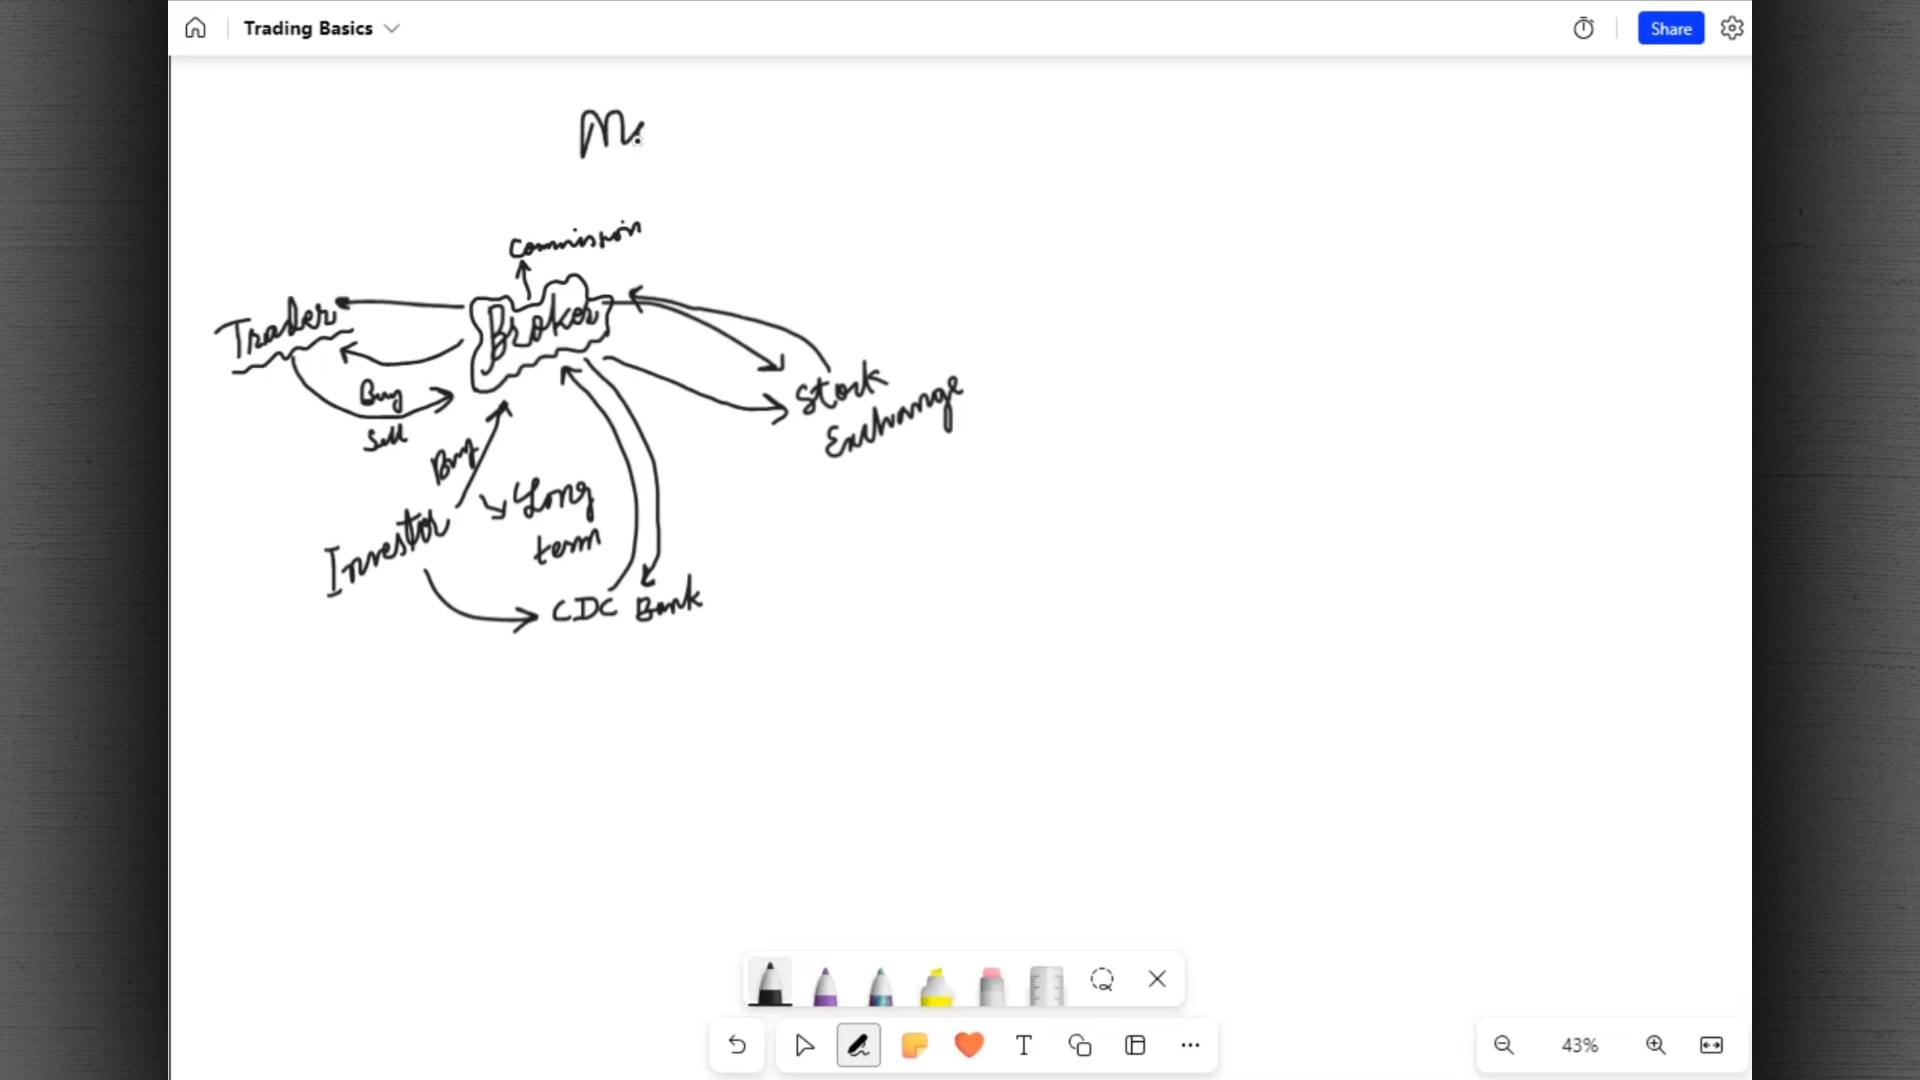 Trading Basics
Share
Commission
Trader
Broker
Buy
Sell
Stock
Exchange
Buy
Long
term
Investor
CDC Bank
43%